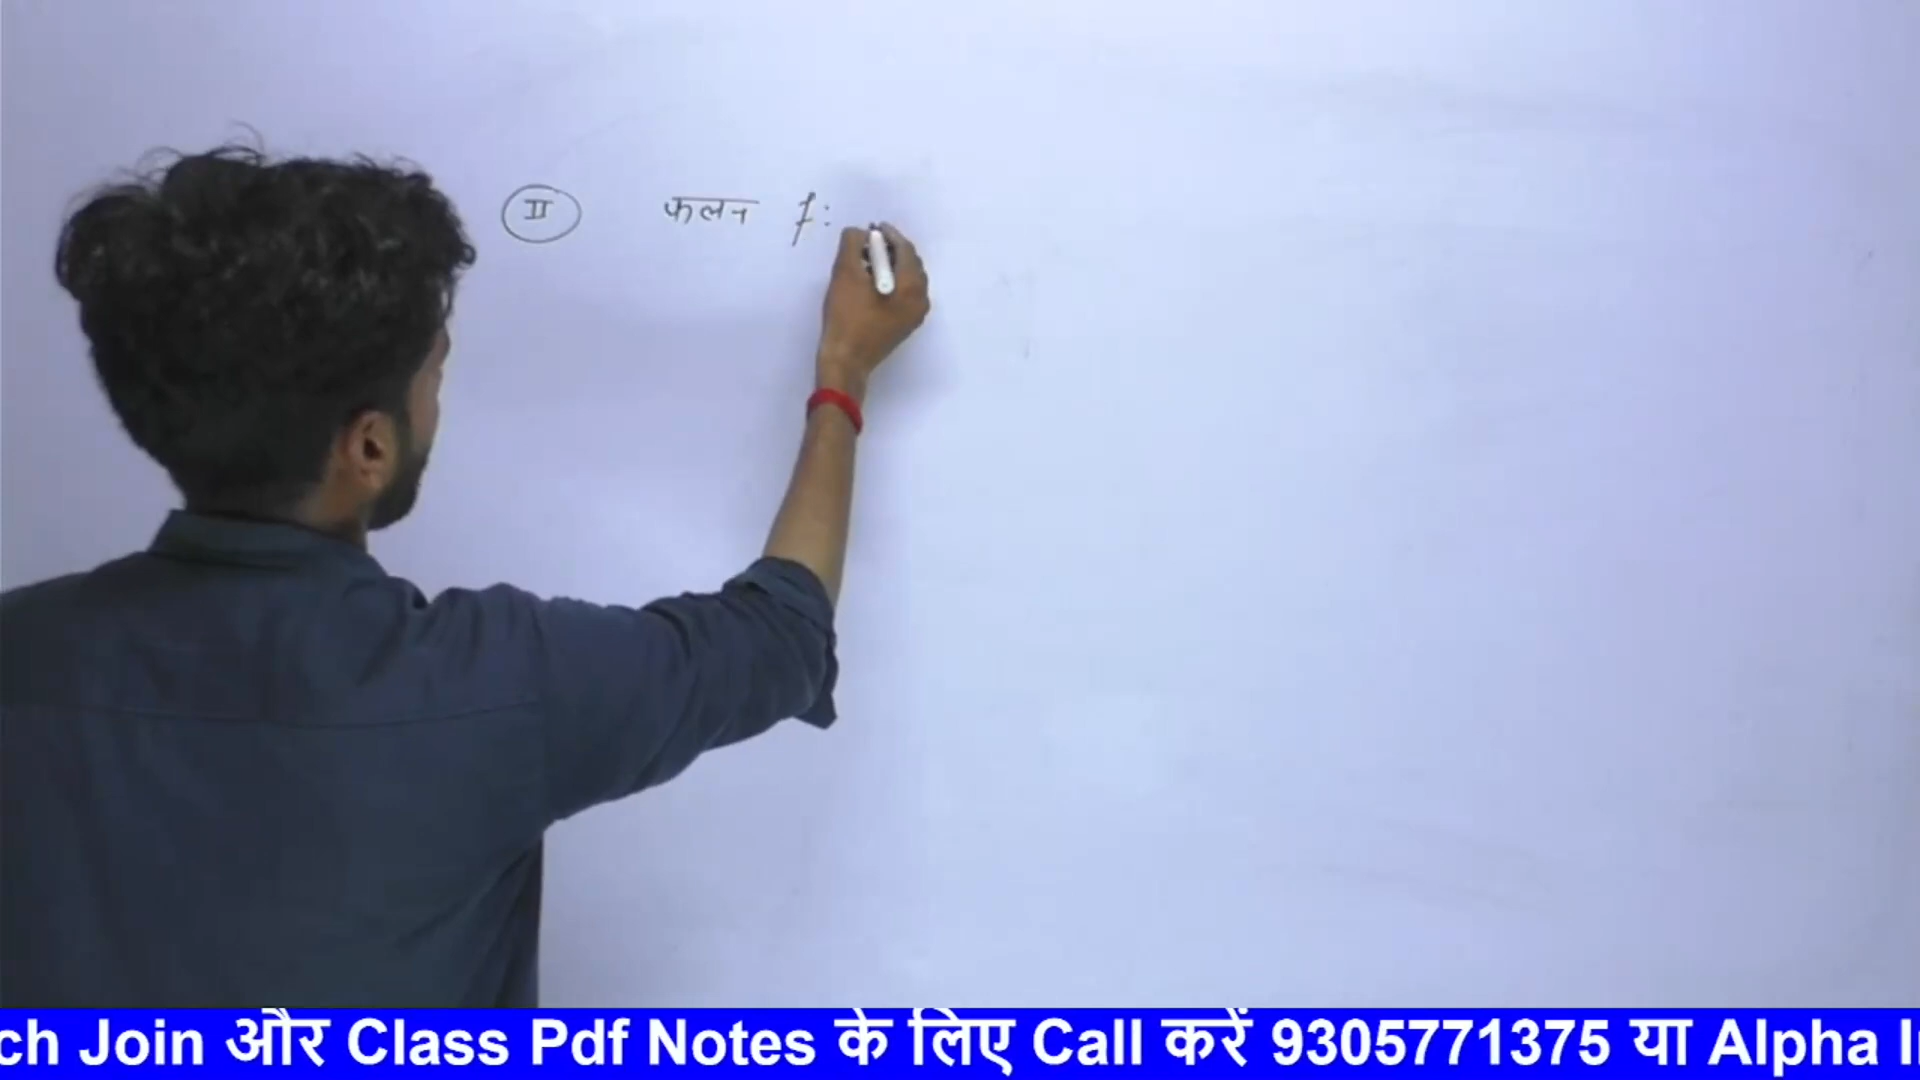 II फलन f:
ch Join और Class Pdf Notes के लिए Call करें 9305771375 या Alpha I